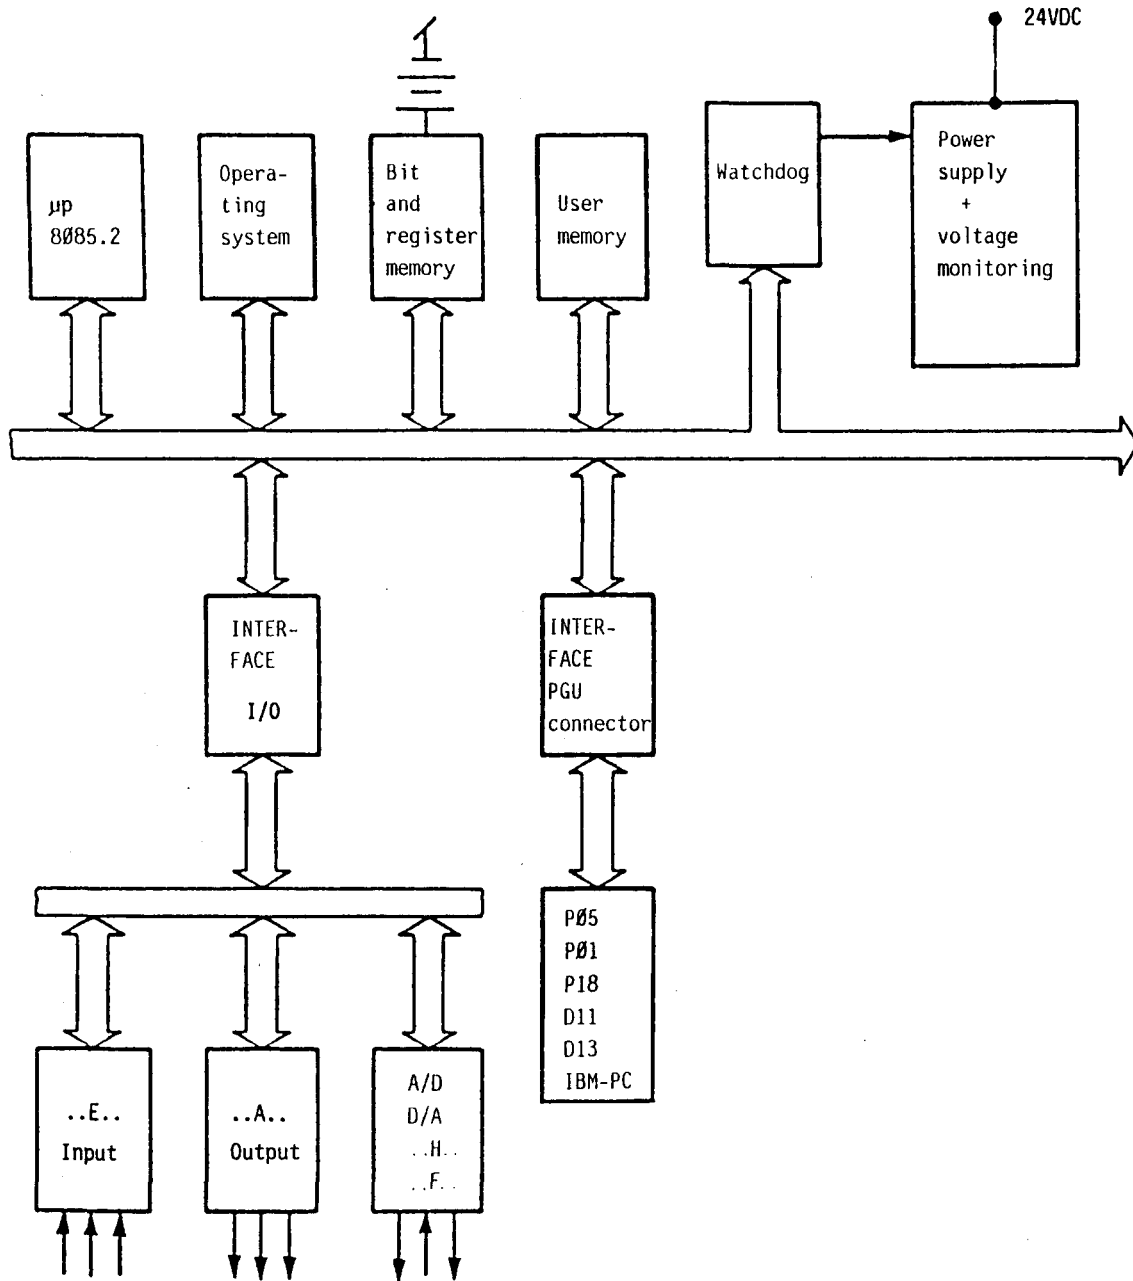 24VDC
µp
8Ø85.2
Opera-
ting
system
Bit
and
register
memory
User
memory
Watchdog
Power
supply
+
voltage
monitoring
INTER-
FACE
I/O
INTER-
FACE
PGU
connector
PØ5
PØ1
P18
D11
D13
IBM-PC
..E..
Input
..A..
Output
A/D
D/A
..H..
..F..